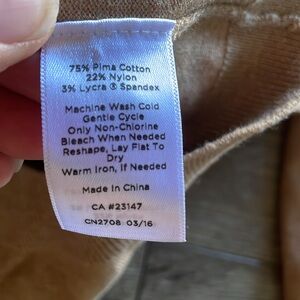 75% Pima Cotton
22% Nylon
3% Lycra ® Spandex
Machine Wash Cold
Gentle Cycle
Only Non-Chlorine
Bleach When Needed
Reshape, Lay Flat To
Dry
Warm Iron, If Needed
Made In China
CA #23147
CN2708 03/16